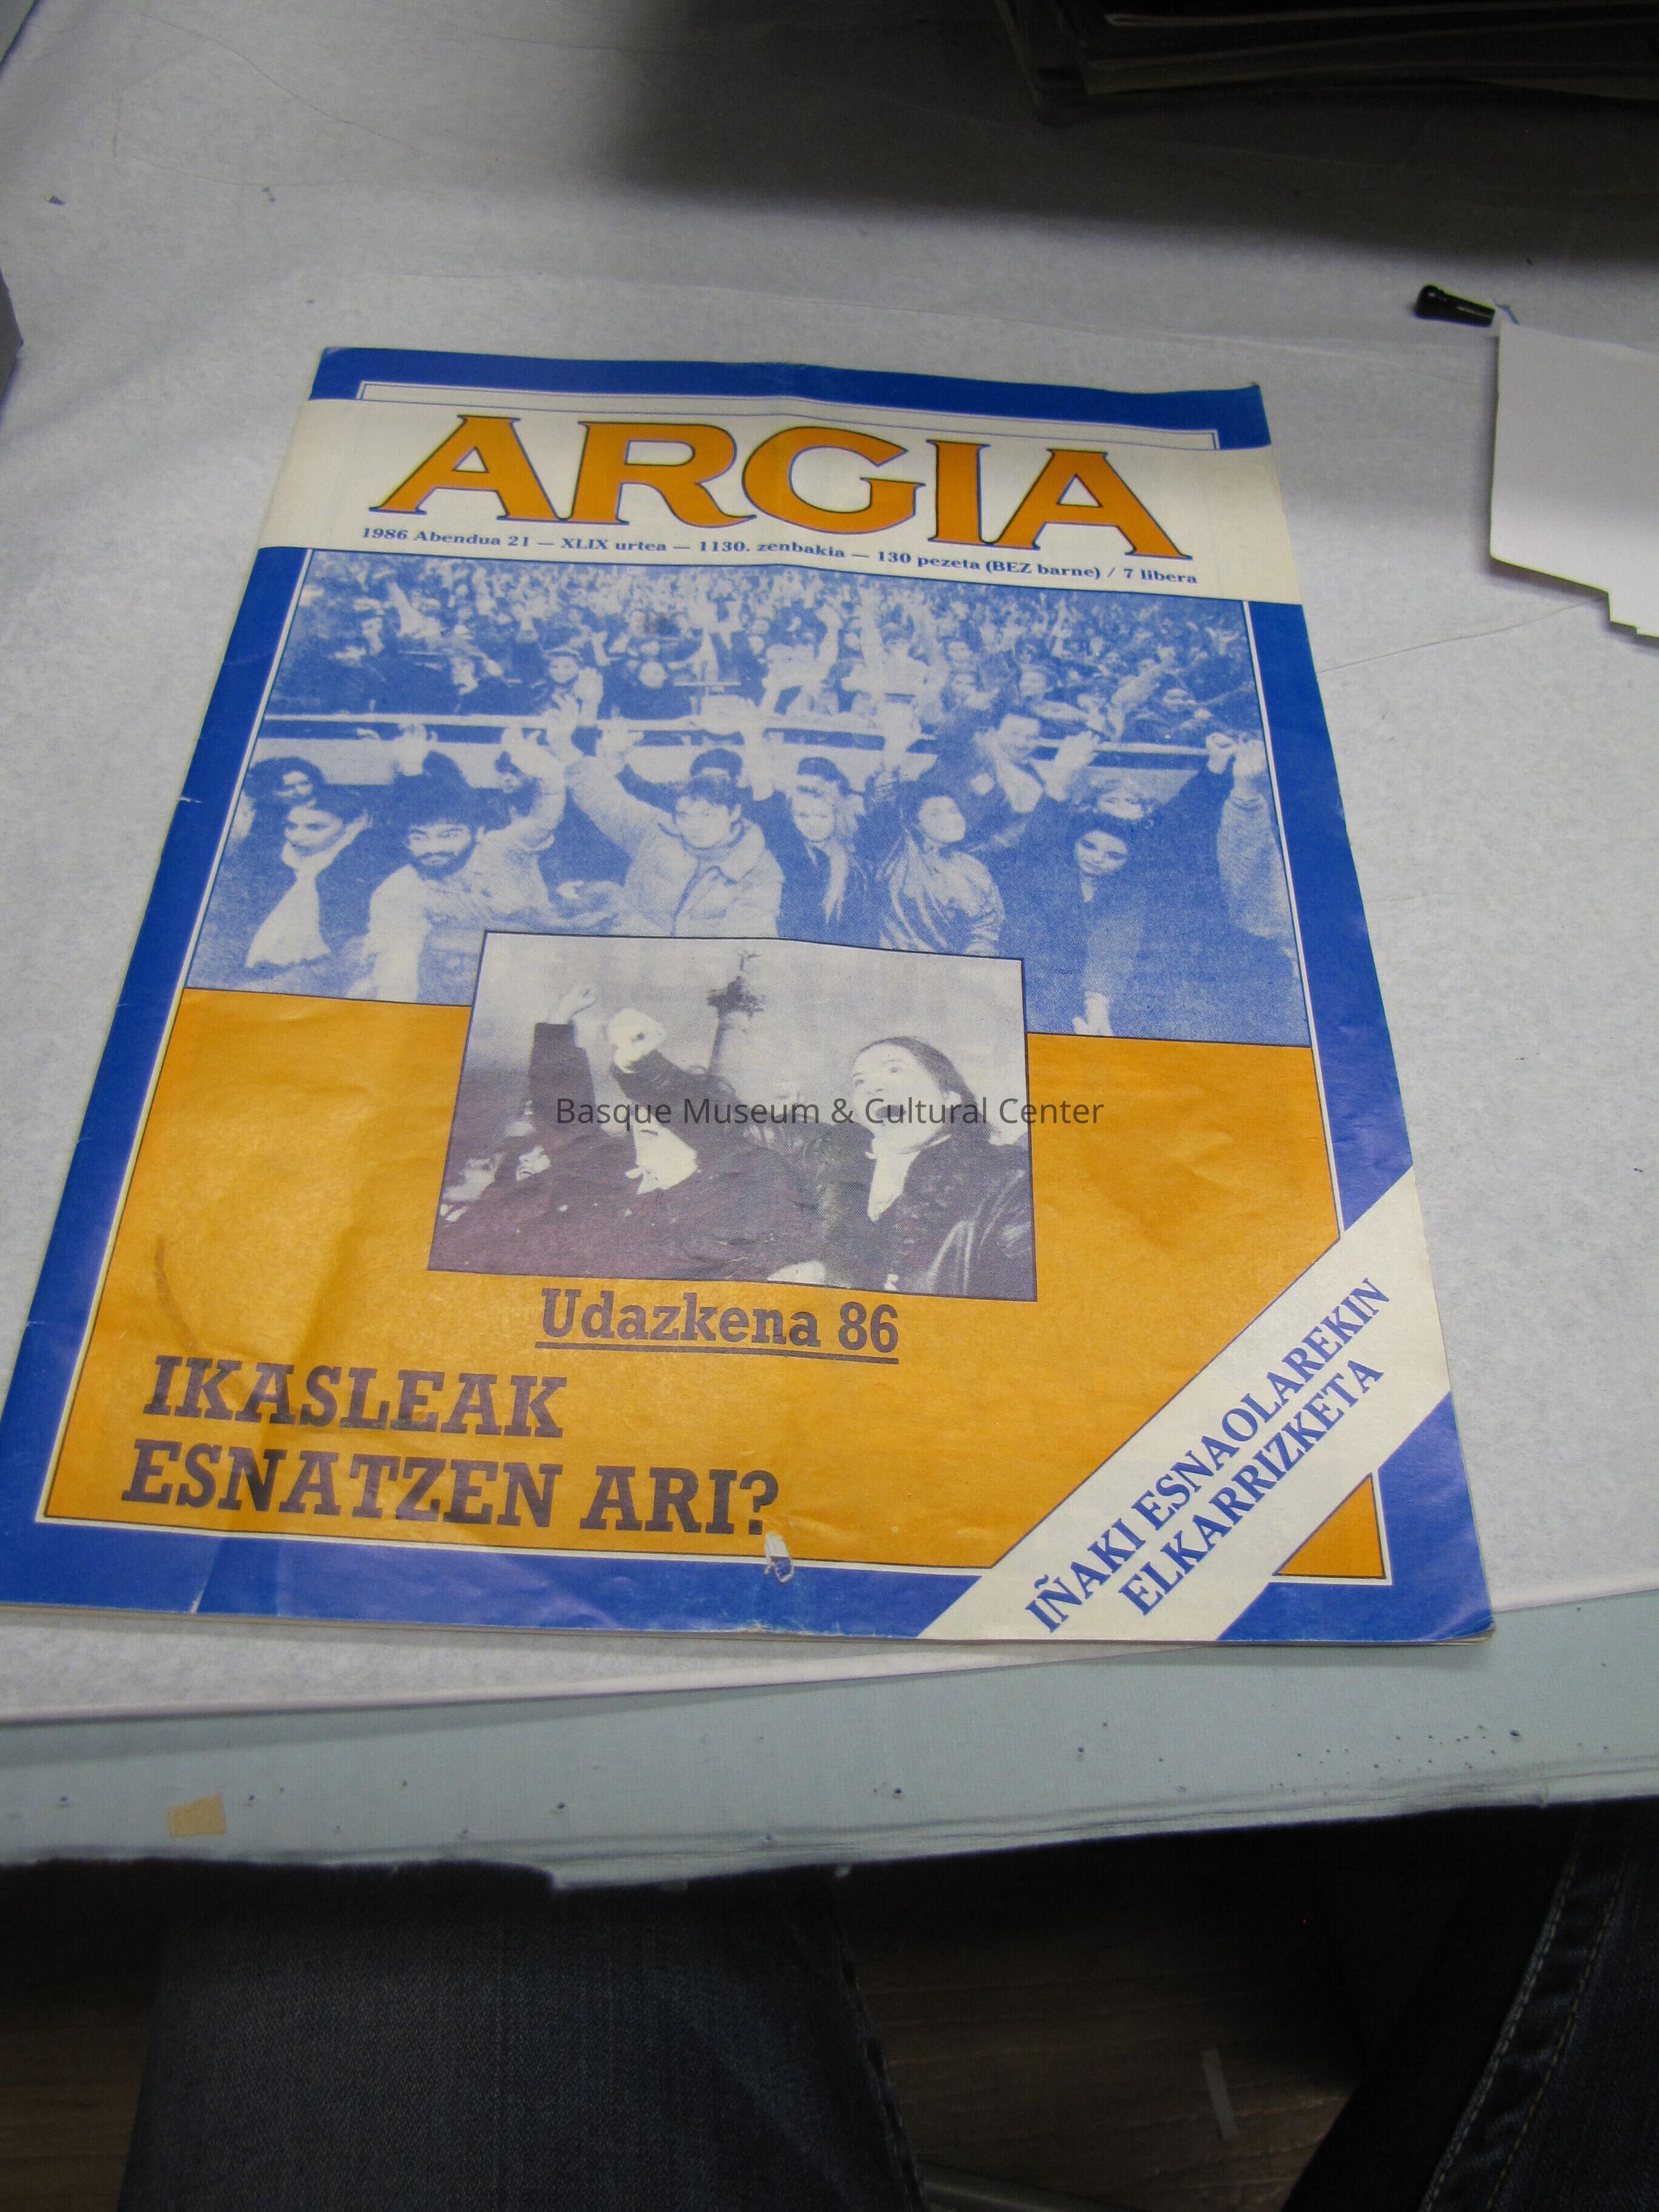 ARGIA
1986 Abendua 21 — XLIX urtea — 1130. zenbakia — 130 pezeta (BEZ barne) / 7 libera
Basque Museum & Cultural Center
Udazkena 86
IKASLEAK
ESNATZEN ARI?
IÑAKI ESNAOLAREKIN
ELKARRIZKETA